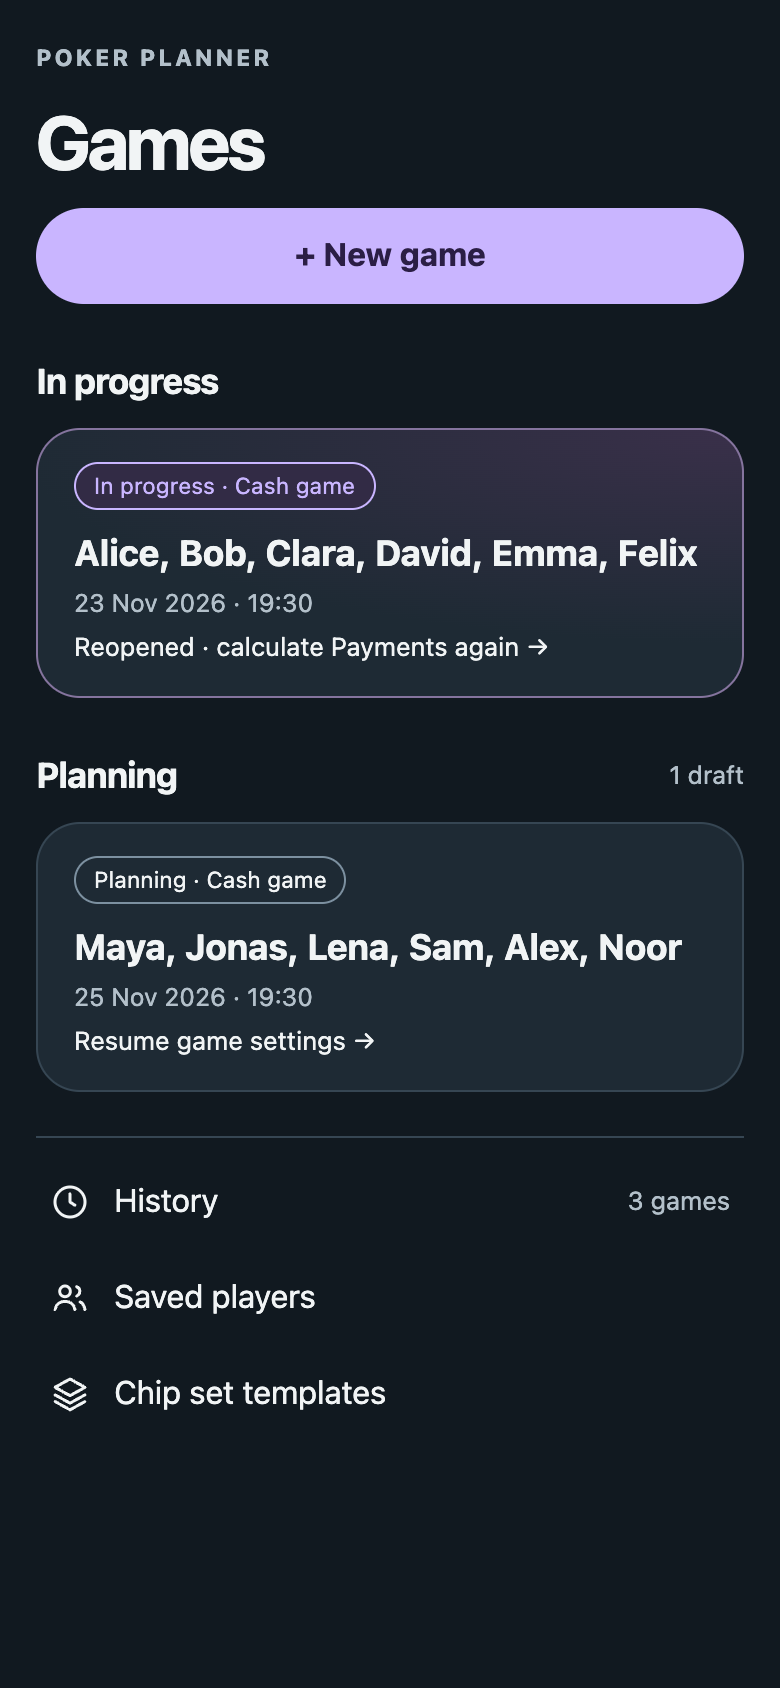 POKER PLANNER
Games
+ New game
In progress
In progress · Cash game
Alice, Bob, Clara, David, Emma, Felix
23 Nov 2026 · 19:30
Reopened · calculate Payments again →
Planning
1 draft
Planning · Cash game
Maya, Jonas, Lena, Sam, Alex, Noor
25 Nov 2026 · 19:30
Resume game settings →
History
3 games
Saved players
Chip set templates